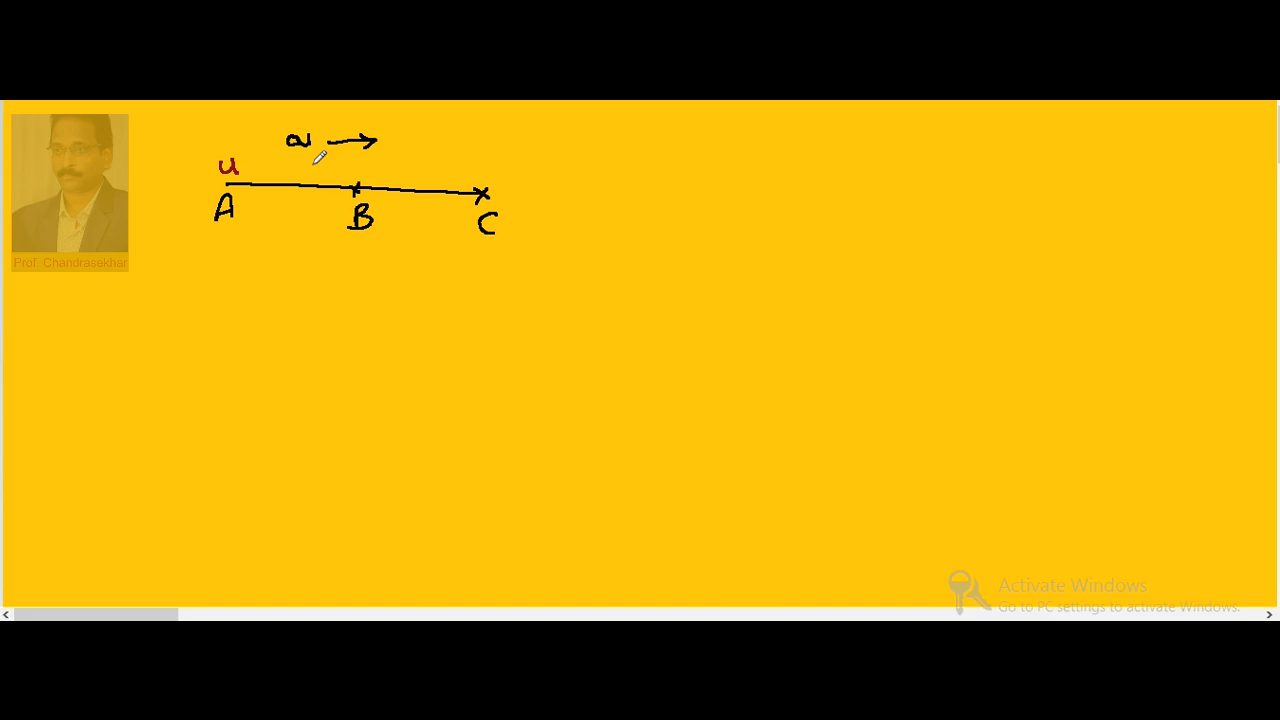 a →
u
A
B
C
Prof. Chandrasekhar
Activate Windows
Go to PC settings to activate Windows.